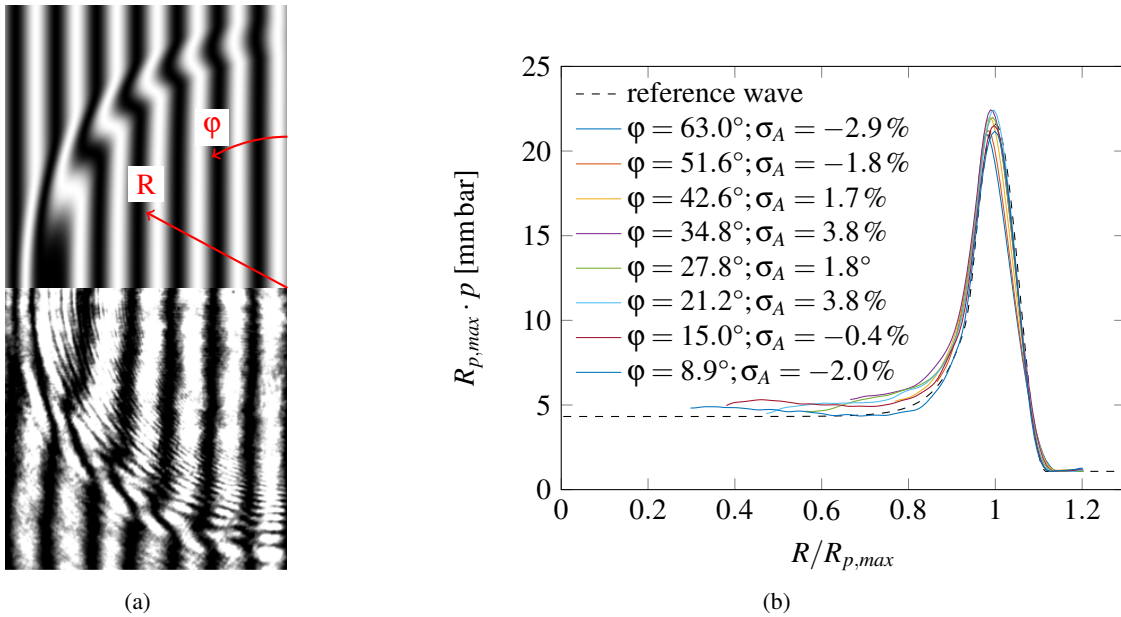 φ
R
(a)
25
20
15
10
5
0
R_{p,max} · p [mmbar]
reference wave
φ = 63.0°; σ_A = −2.9 %
φ = 51.6°; σ_A = −1.8 %
φ = 42.6°; σ_A = 1.7 %
φ = 34.8°; σ_A = 3.8 %
φ = 27.8°; σ_A = 1.8°
φ = 21.2°; σ_A = 3.8 %
φ = 15.0°; σ_A = −0.4 %
φ = 8.9°; σ_A = −2.0 %
0 0.2 0.4 0.6 0.8 1 1.2
R/R_{p,max}
(b)